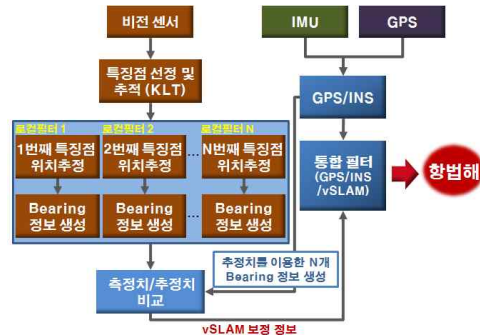 비전 센서
IMU
GPS
특징점 선정 및
추적 (KLT)
GPS/INS
로컬필터 1
로컬필터 2
로컬필터 N
1번째 특징점
위치추정
2번째 특징점
위치추정
...
N번째 특징점
위치추정
통합 필터
(GPS/INS
/vSLAM)
항법해
Bearing
정보 생성
Bearing
정보 생성
...
Bearing
정보 생성
추정치를 이용한 N개
Bearing 정보 생성
측정치/추정치
비교
vSLAM 보정 정보